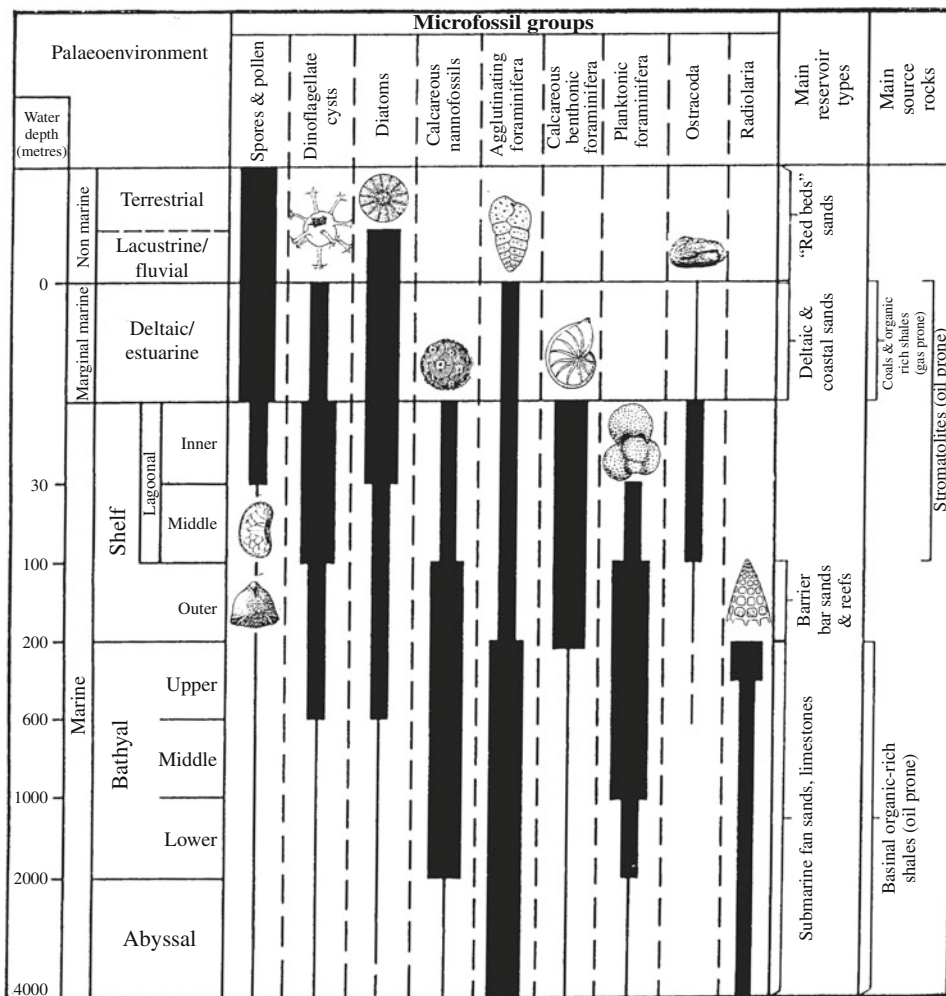 Microfossil groups
Palaeoenvironment
Water
depth
(metres)
Spores & pollen
Dinoflagellate
cysts
Diatoms
Calcareous
nannofossils
Agglutinating
foraminifera
Calcareous
benthonic
foraminifera
Planktonic
foraminifera
Ostracoda
Radiolaria
Main
reservoir
types
Main
source
rocks
Non marine
Terrestrial
Lacustrine/
fluvial
"Red beds"
sands
0
Marginal marine
Deltaic/
estuarine
Deltaic &
coastal sands
Coals & organic
rich shales
(gas prone)
Stromatolites (oil prone)
Marine
Shelf
Lagoonal
Inner
30
Middle
100
Outer
Barrier
bar sands
& reefs
200
Bathyal
Upper
600
Middle
1000
Lower
2000
Abyssal
4000
Submarine fan sands, limestones
Basinal organic-rich
shales (oil prone)